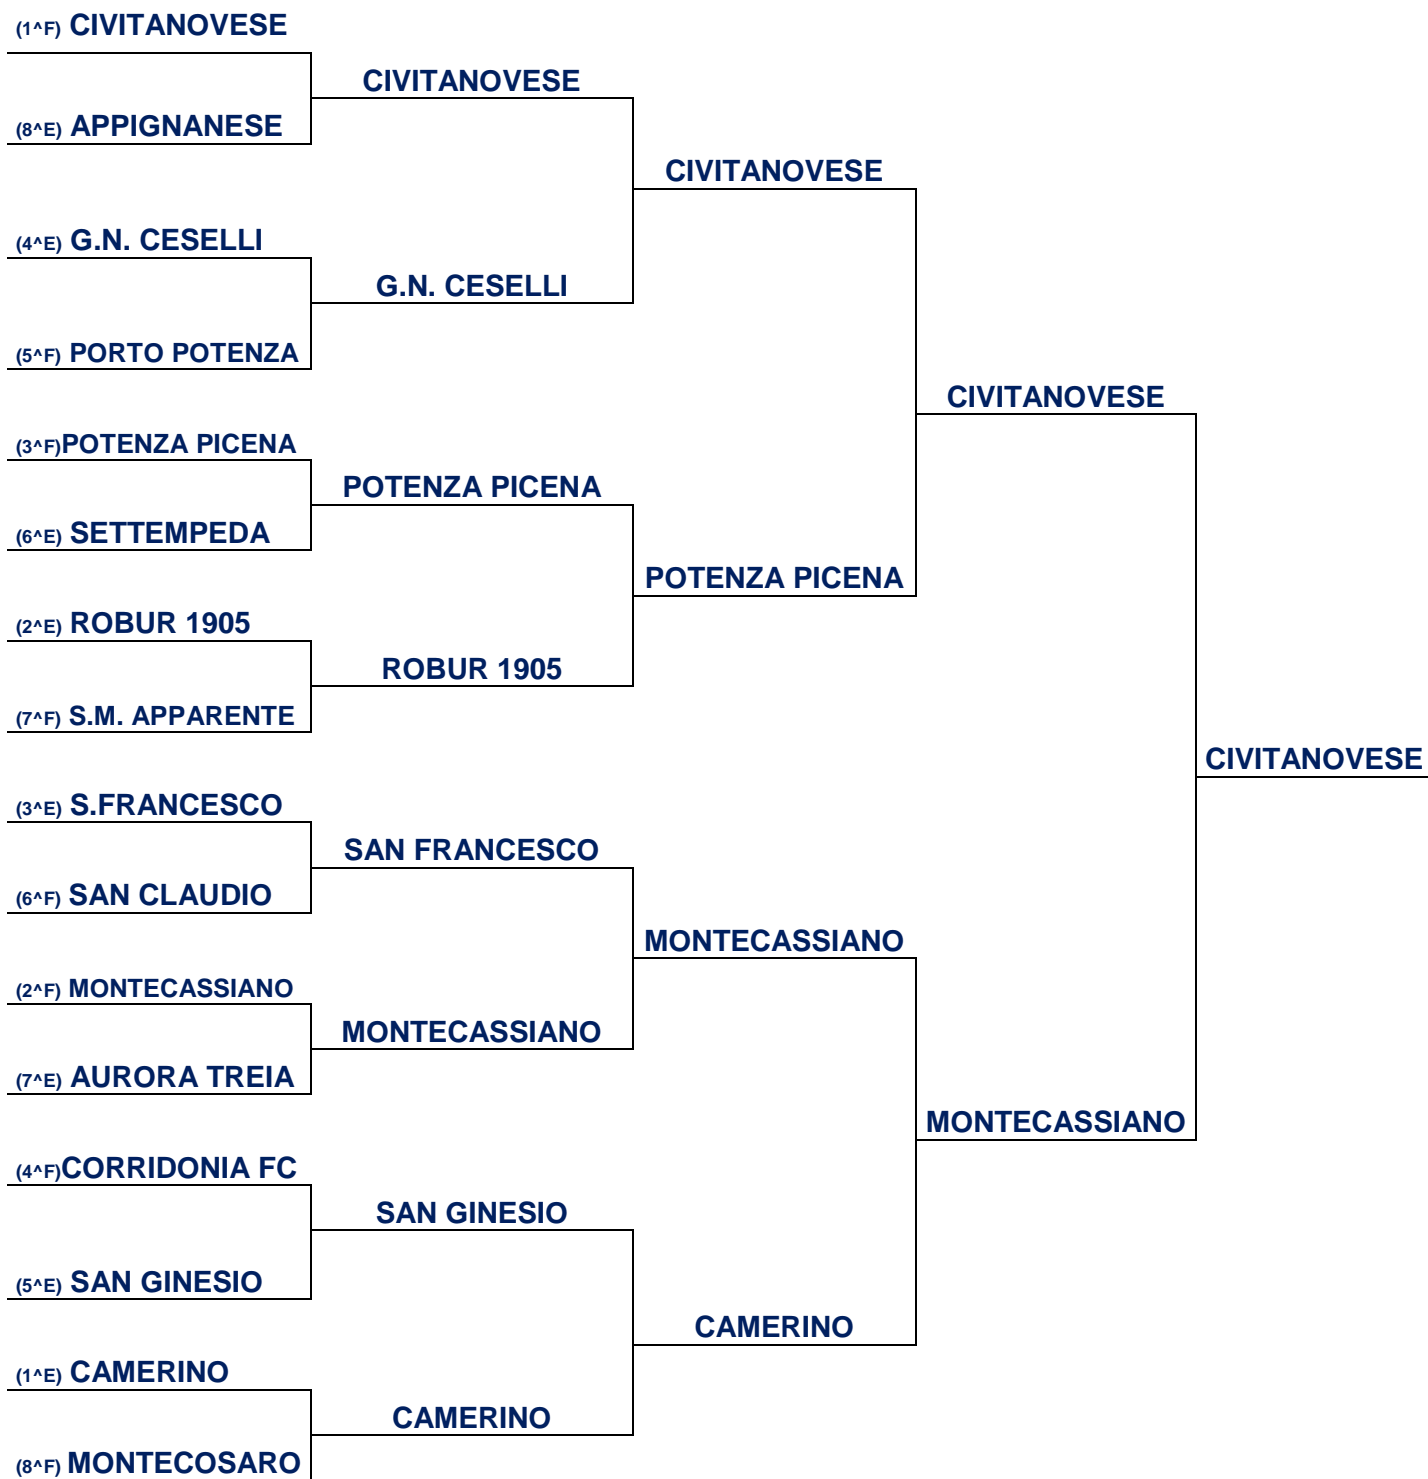 (1^F) CIVITANOVESE
CIVITANOVESE
(8^E) APPIGNANESE
CIVITANOVESE
(4^E) G.N. CESELLI
G.N. CESELLI
(5^F) PORTO POTENZA
CIVITANOVESE
(3^F)POTENZA PICENA
POTENZA PICENA
(6^E) SETTEMPEDA
POTENZA PICENA
(2^E) ROBUR 1905
ROBUR 1905
(7^F) S.M. APPARENTE
CIVITANOVESE
(3^E) S.FRANCESCO
SAN FRANCESCO
(6^F) SAN CLAUDIO
MONTECASSIANO
(2^F) MONTECASSIANO
MONTECASSIANO
(7^E) AURORA TREIA
MONTECASSIANO
(4^F)CORRIDONIA FC
SAN GINESIO
(5^E) SAN GINESIO
CAMERINO
(1^E) CAMERINO
CAMERINO
(8^F) MONTECOSARO